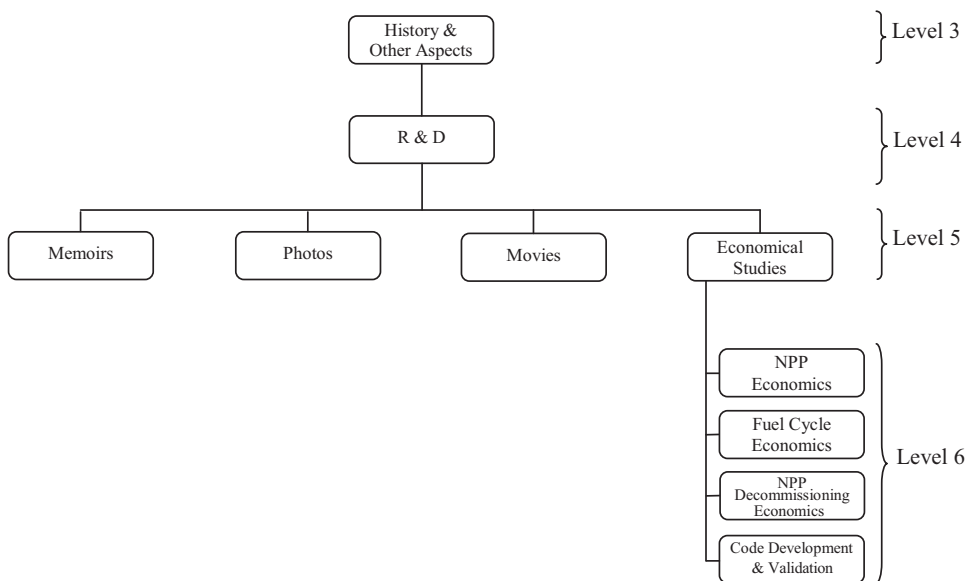 History &
Other Aspects
Level 3
R & D
Level 4
Memoirs
Photos
Movies
Economical
Studies
Level 5
NPP
Economics
Fuel Cycle
Economics
NPP
Decommissioning
Economics
Code Development
& Validation
Level 6